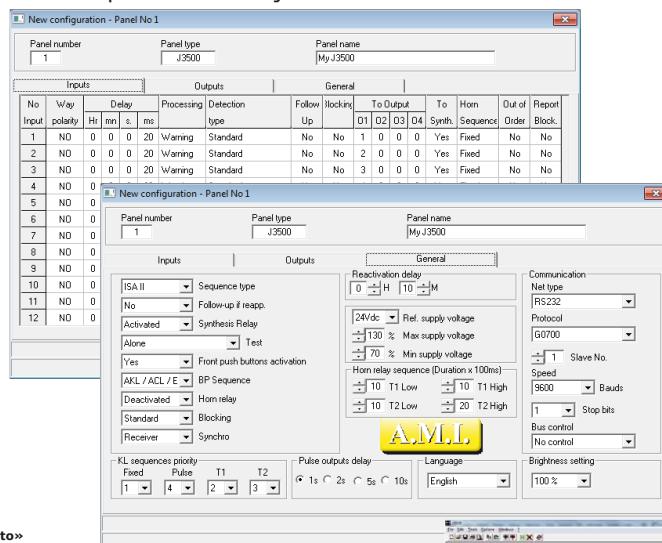 New configuration - Panel No 1
Panel number Panel type Panel name
1 J3500 My J3500
Inputs Outputs General
No Way Delay Processing Detection Follow Blocking To Output To Horn Out of Report
Input polarity Hr mn s. ms type Up 01 02 03 04 Synth. Sequence Order Block.
1 NO 0 0 0 20 Warning Standard No No 1 0 0 0 Yes Fixed No No
2 NO 0 0 0 20 Warning Standard No No 2 0 0 0 Yes Fixed No No
3 NO 0 0 0 20 Warning Standard No No 3 0 0 0 Yes Fixed No No
4 NO
5 NO 0
6 NO 0
7 NO 0
8 NO 0
9 NO 0
10 NO 0
11 NO 0
12 NO 0
New configuration - Panel No 1
Panel number Panel type Panel name
1 J3500 My J3500
Inputs Outputs General
ISA II Sequence type
No Follow-up if reapp.
Activated Synthesis Relay
Alone Test
Yes Front push buttons activation
AKL / ACL / E BP Sequence
Deactivated Horn relay
Standard Blocking
Receiver Synchro
Reactivation delay
0 H 10 M
24Vdc Ref. supply voltage
130 % Max supply voltage
70 % Min supply voltage
Horn relay sequence (Duration x 100ms)
10 T1 Low 10 T1 High
10 T2 Low 20 T2 High
A.M.I.
Communication
Net type
RS232
Protocol
G0700
1 Slave No.
Speed
9600 Bauds
1 Stop bits
Bus control
No control
KL sequences priority
Fixed Pulse T1 T2
1 4 2 3
Pulse outputs delay
1s 2s 5s 10s
Language
English
Brightness setting
100 %
to»